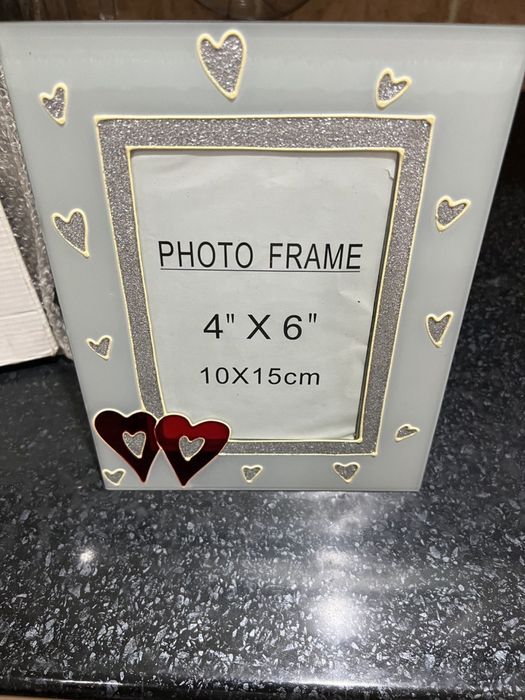 PHOTO FRAME
4" X 6"
10X15cm